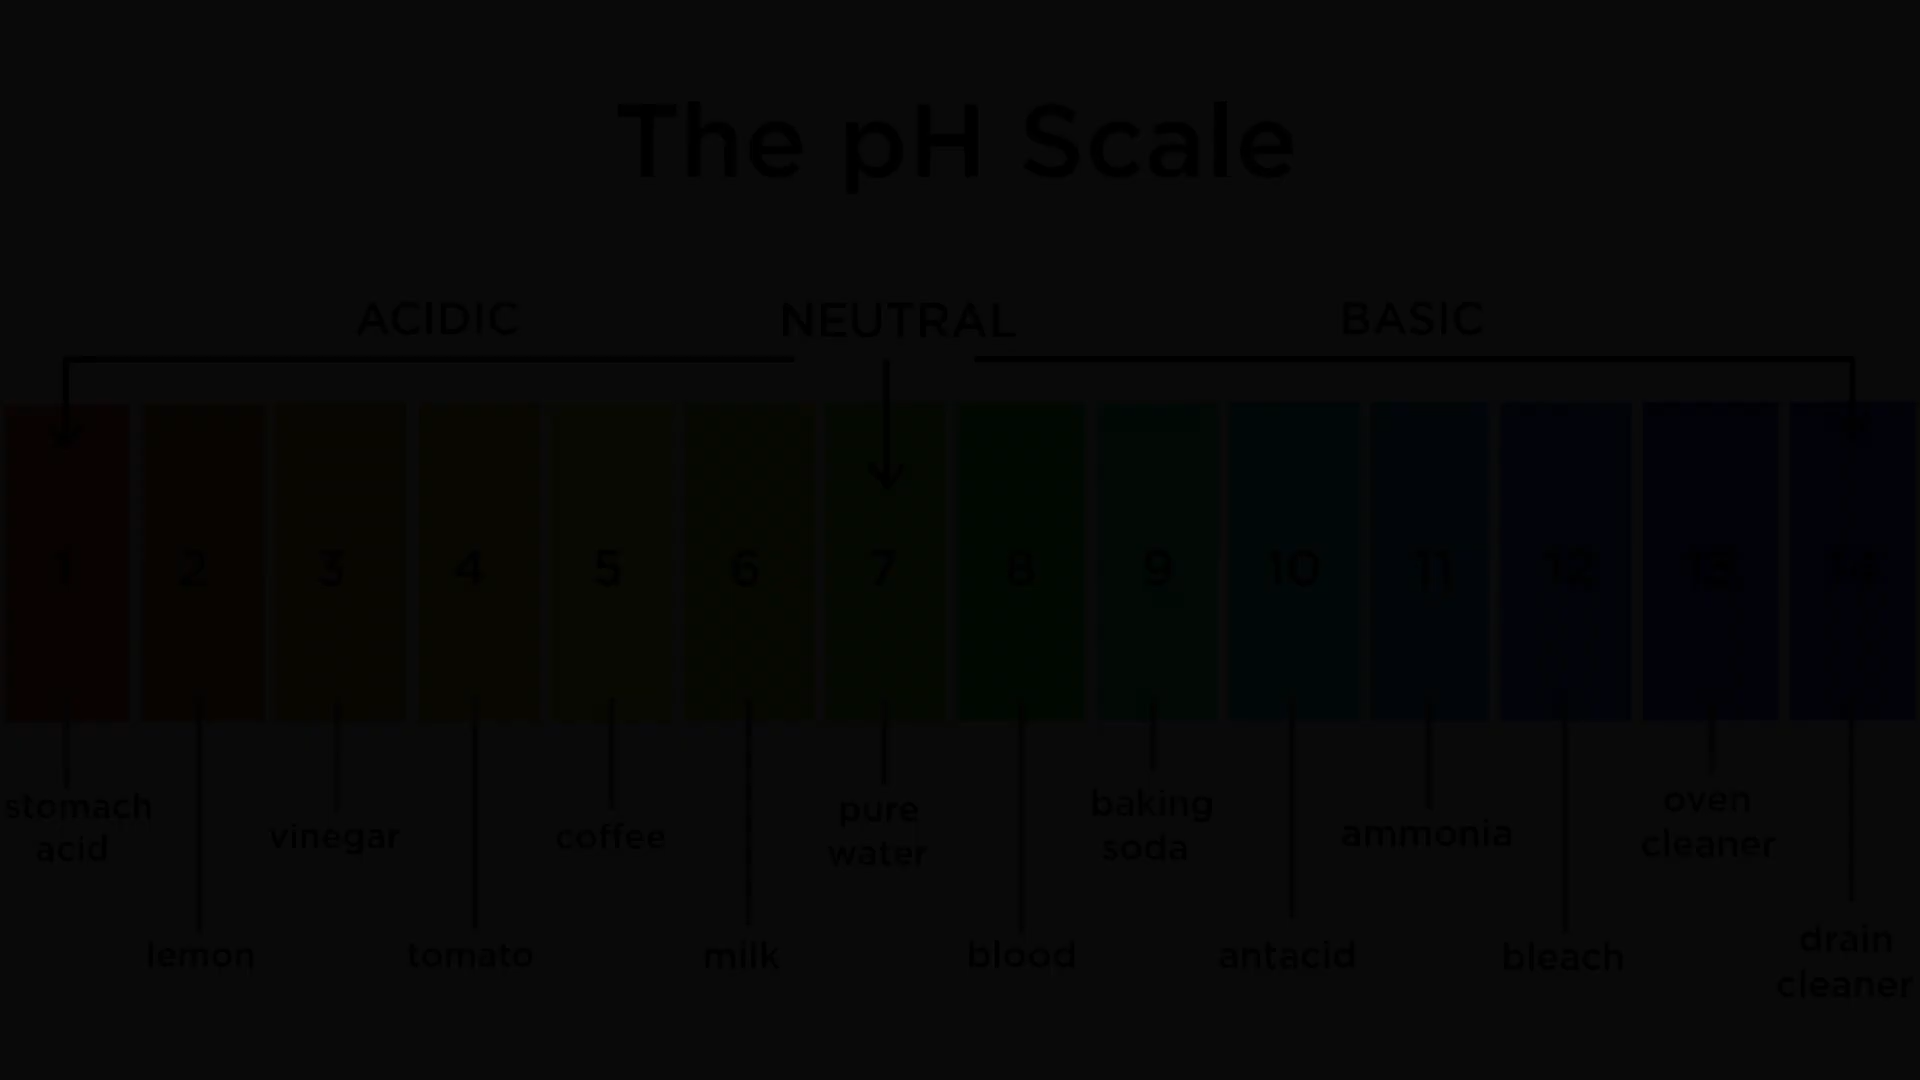 The pH Scale
ACIDIC NEUTRAL BASIC
1 2 3 4 5 6 7 8 9 10 11 12 13 14
stomach
acid
lemon
vinegar
tomato
coffee
milk
pure
water
blood
baking
soda
antacid
ammonia
bleach
oven
cleaner
drain
cleaner